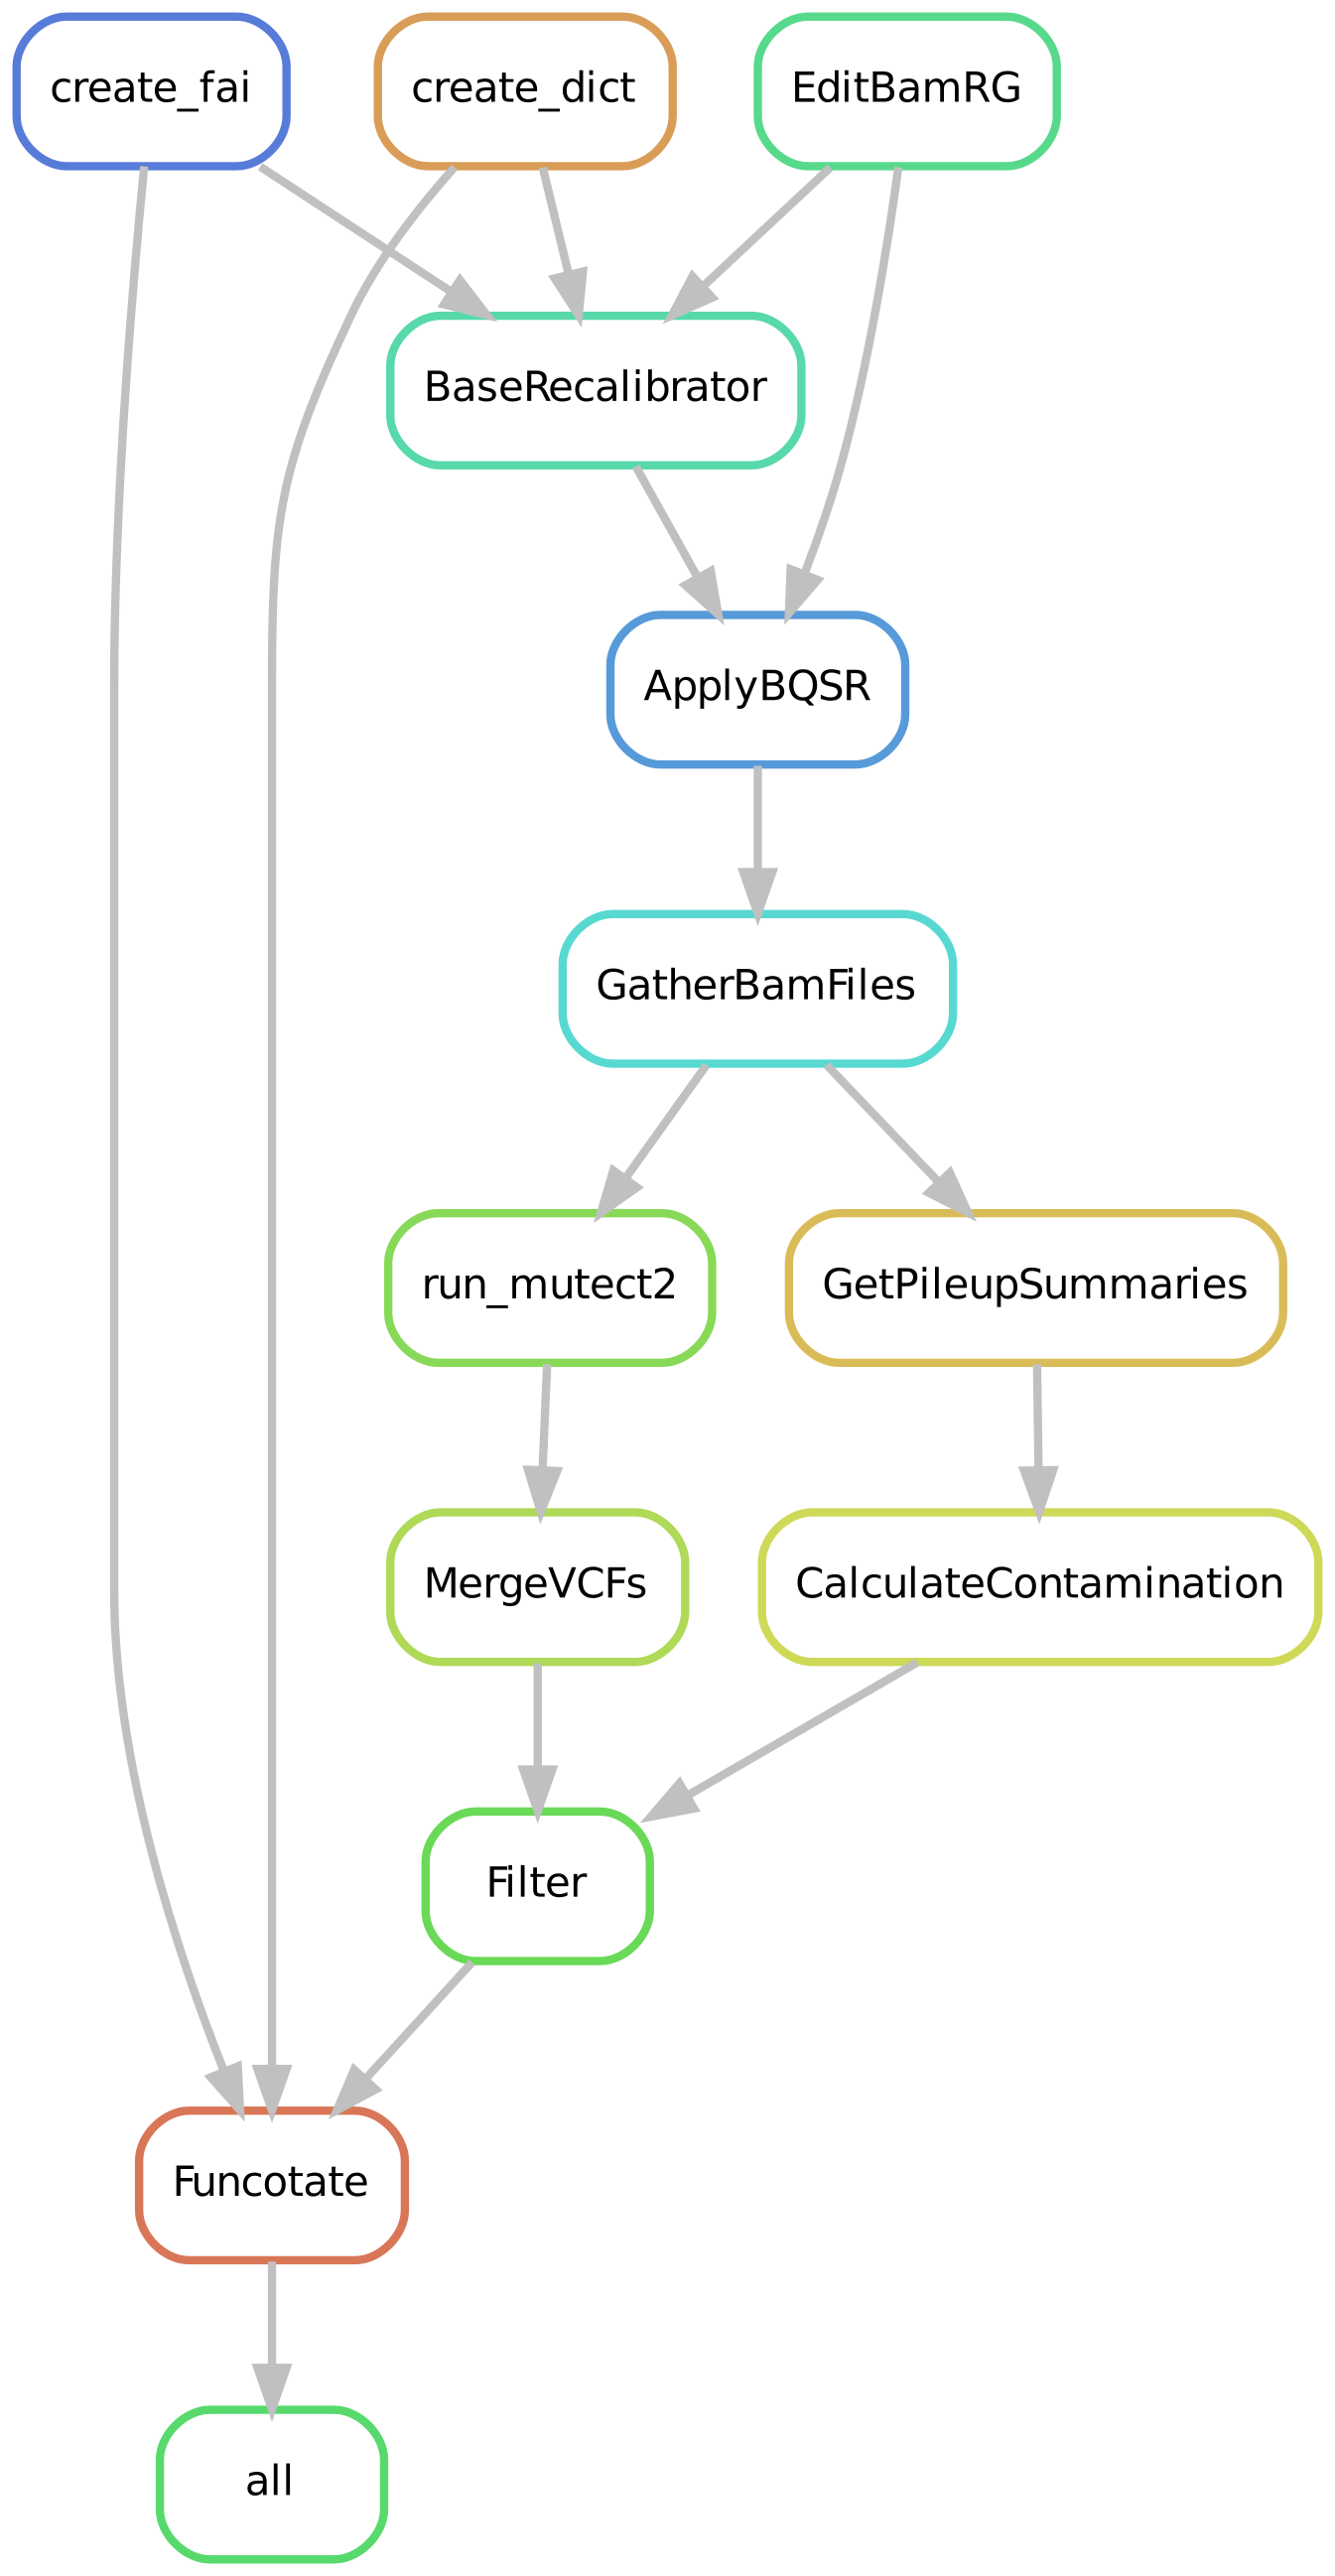 create_fai
create_dict
EditBamRG
BaseRecalibrator
ApplyBQSR
GatherBamFiles
run_mutect2
GetPileupSummaries
MergeVCFs
CalculateContamination
Filter
Funcotate
all